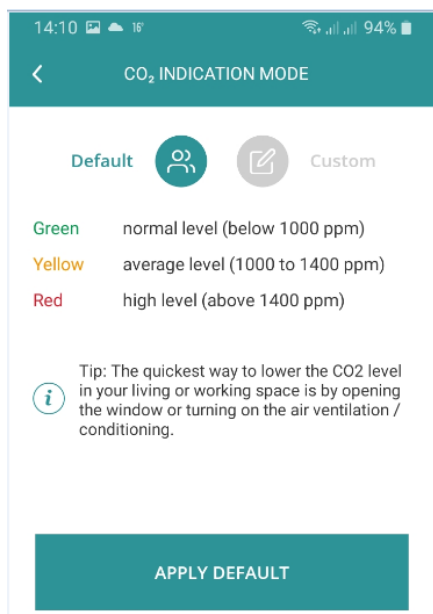 14:10 16° 94%
CO₂ INDICATION MODE
Default Custom
Green normal level (below 1000 ppm)
Yellow average level (1000 to 1400 ppm)
Red high level (above 1400 ppm)
Tip: The quickest way to lower the CO2 level
in your living or working space is by opening
the window or turning on the air ventilation /
conditioning.
APPLY DEFAULT